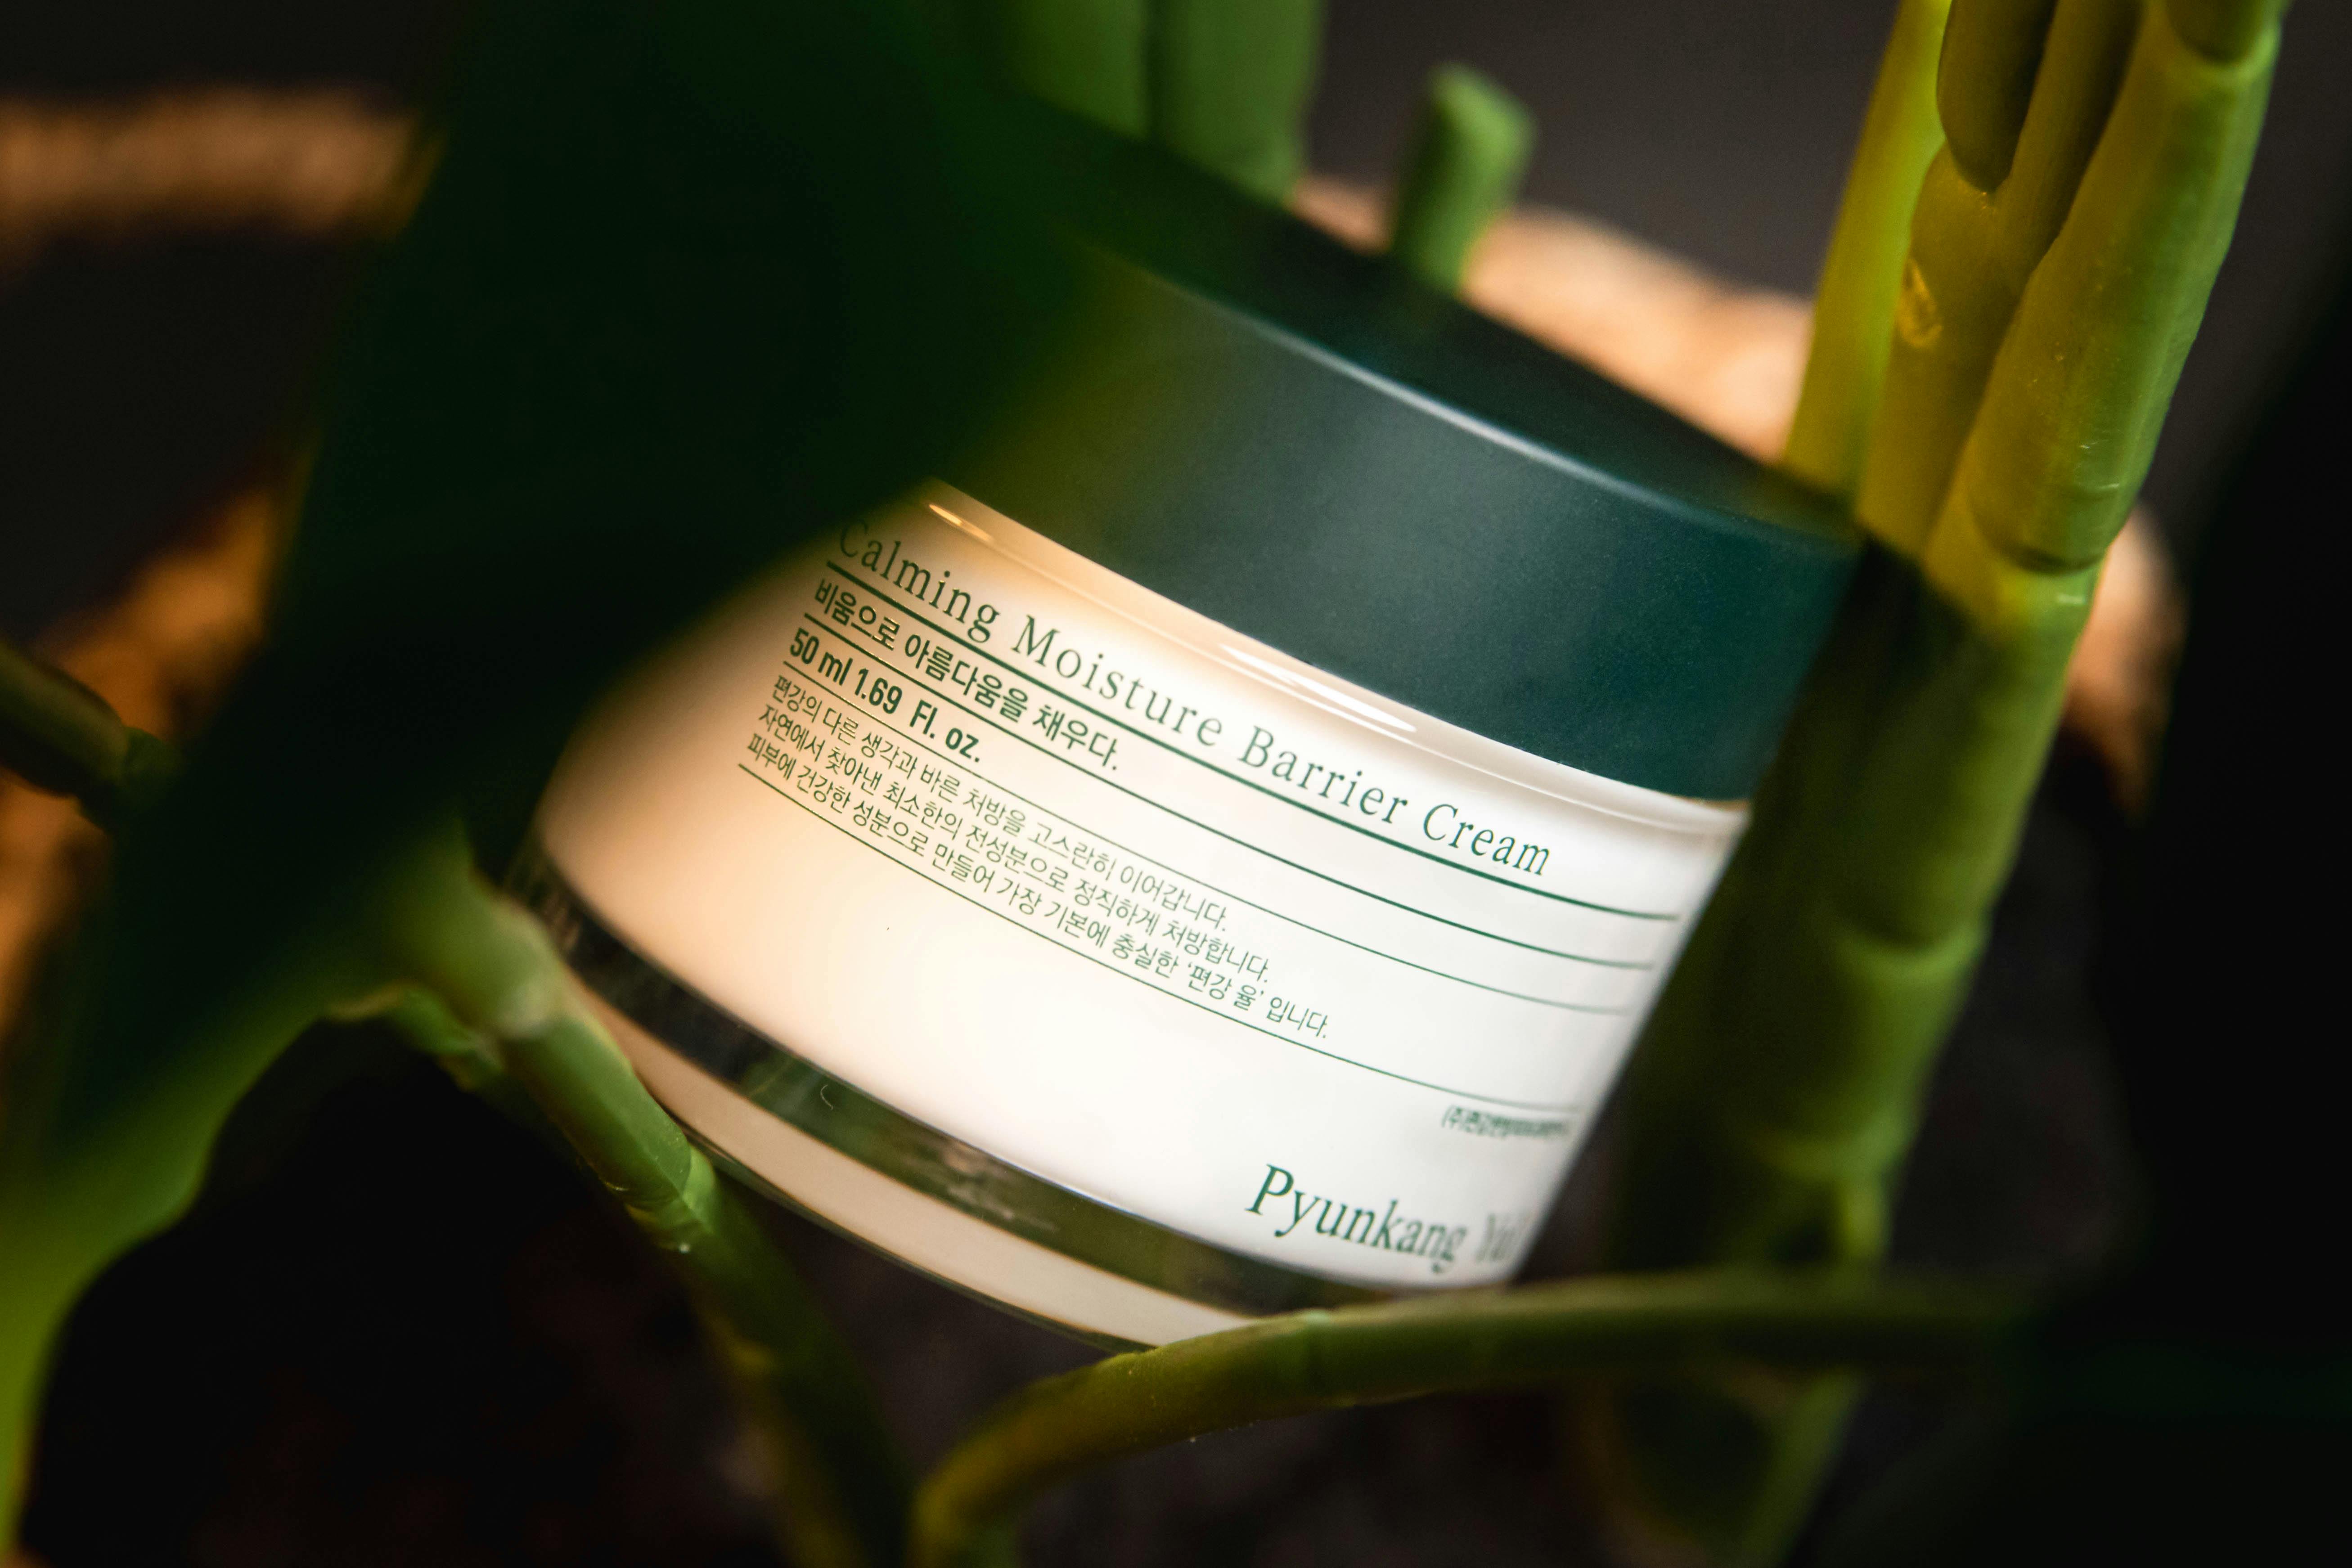 Calming Moisture Barrier Cream
비움으로 아름다움을 채우다.
50 ml 1.69 Fl. oz.
편강의 다른 생각과 바른 처방을 고스란히 이어갑니다.
자연에서 찾아낸 최소한의 전성분으로 정직하게 처방합니다.
피부에 건강한 성분으로 만들어 가장 기본에 충실한 ‘편강 율’ 입니다.
Pyunkang Yul